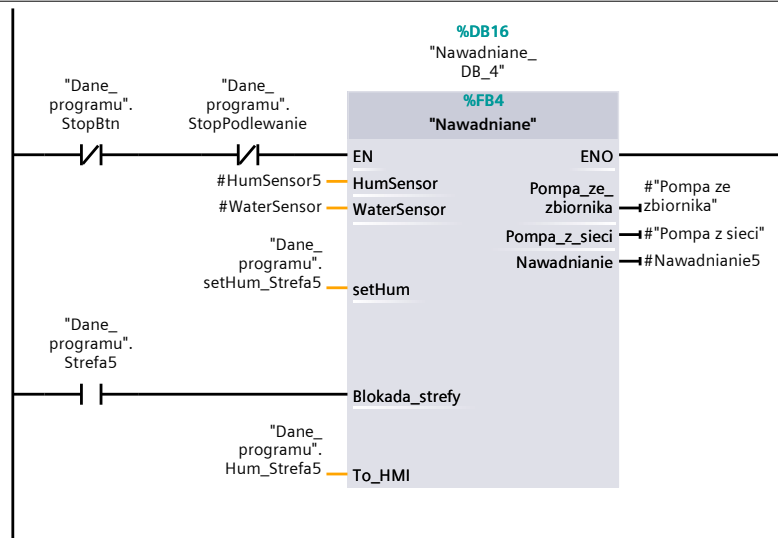 %DB16
"Nawadniane_
DB_4"
"Dane_
programu".
StopBtn
"Dane_
programu".
StopPodlewanie
%FB4
"Nawadniane"
EN
ENO
#HumSensor5
HumSensor
#WaterSensor
WaterSensor
Pompa_ze_
zbiornika
#"Pompa ze
zbiornika"
Pompa_z_sieci
#"Pompa z sieci"
Nawadnianie
#Nawadnianie5
"Dane_
programu".
setHum_Strefa5
setHum
"Dane_
programu".
Strefa5
Blokada_strefy
"Dane_
programu".
Hum_Strefa5
To_HMI